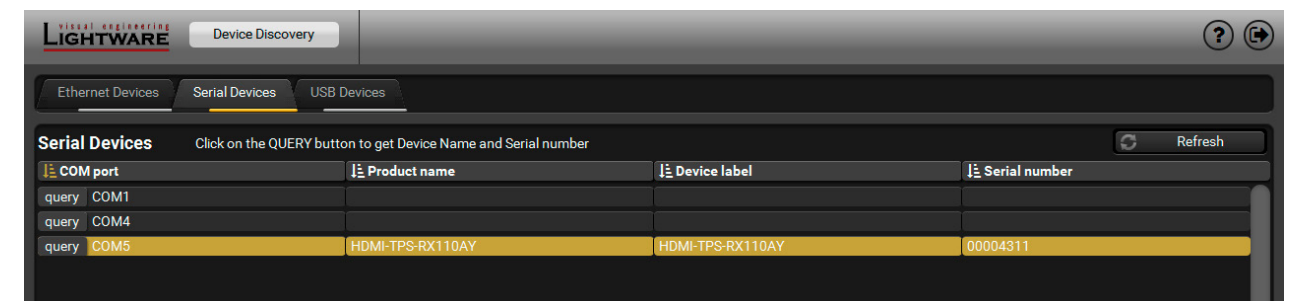 visual engineering
LIGHTWARE
Device Discovery
?
Ethernet Devices Serial Devices USB Devices
Serial Devices Click on the QUERY button to get Device Name and Serial number Refresh
COM port Product name Device label Serial number
query COM1
query COM4
query COM5 HDMI-TPS-RX110AY HDMI-TPS-RX110AY 00004311